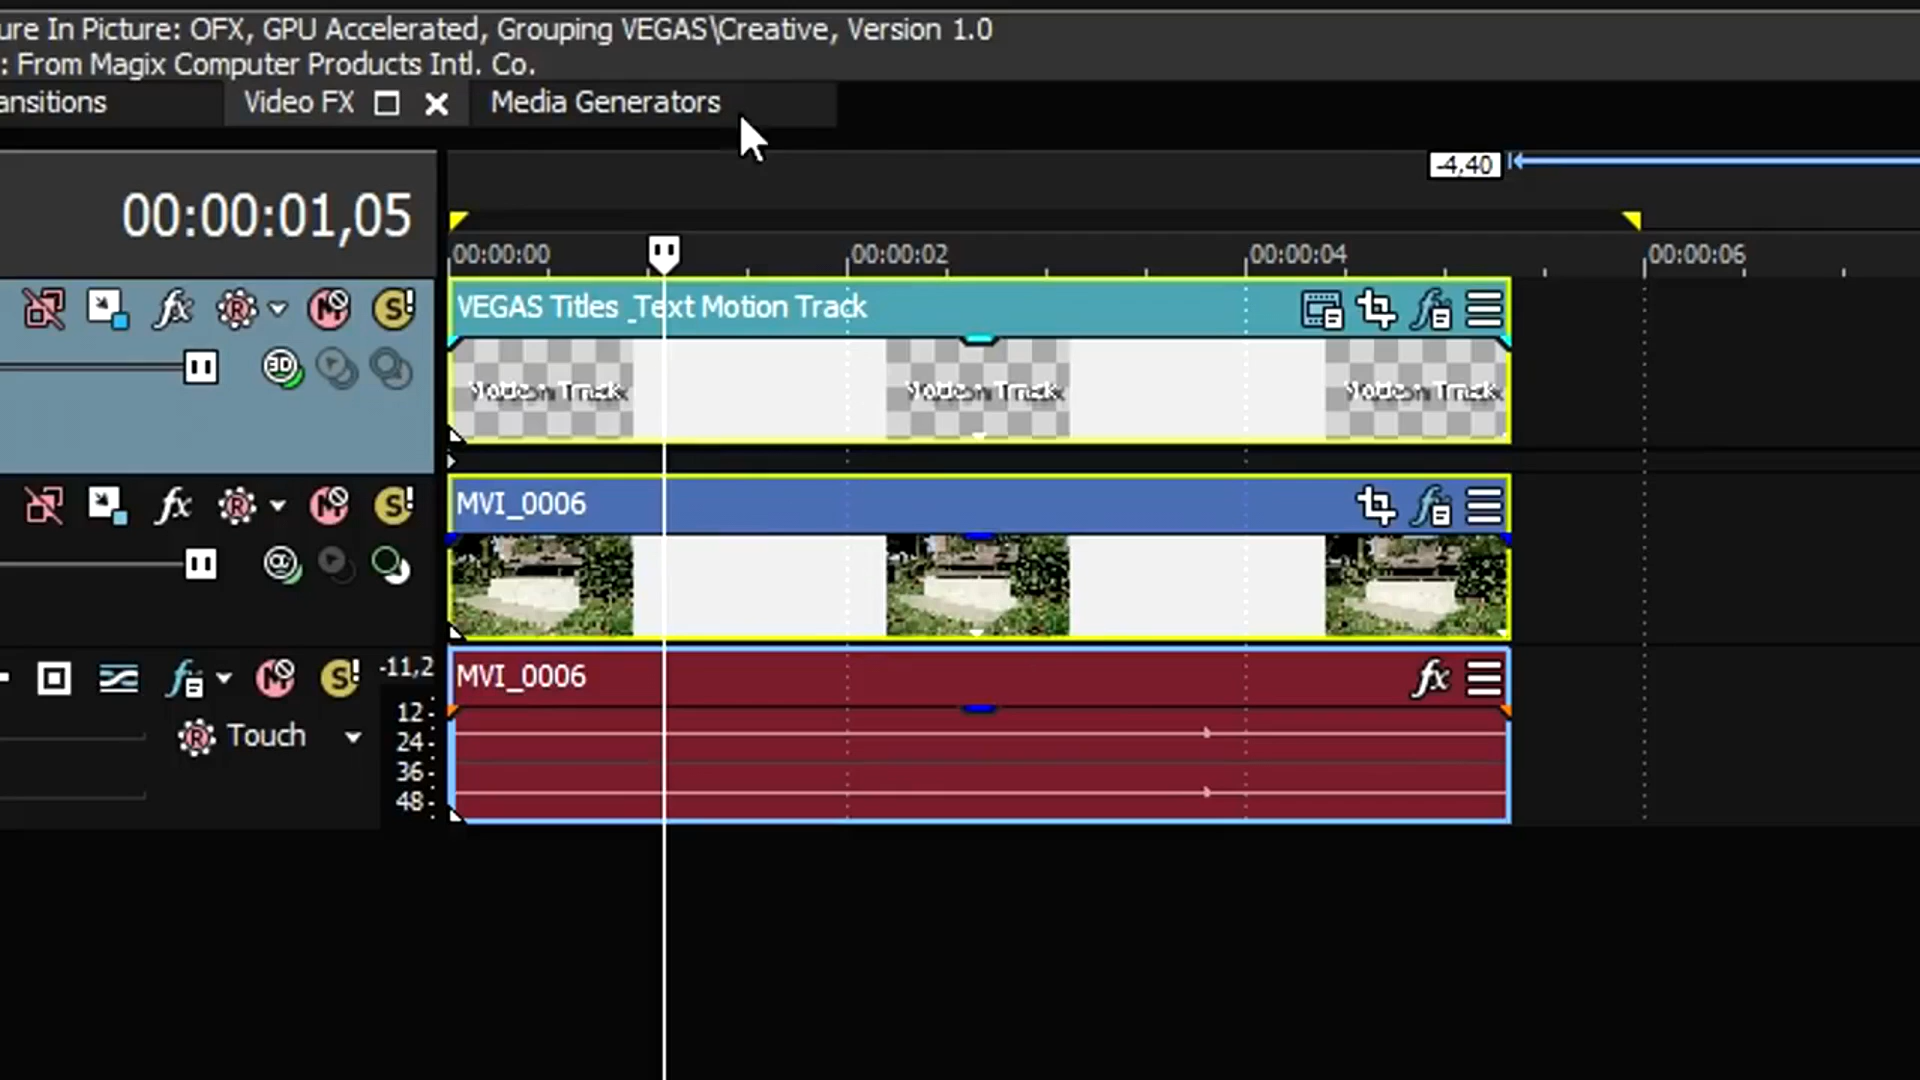 ure In Picture: OFX, GPU Accelerated, Grouping VEGAS\Creative, Version 1.0
: From Magix Computer Products Intl. Co.
ansitions
Video FX
Media Generators
-4,40
00:00:01,05
00:00:00
00:00:02
00:00:04
00:00:06
VEGAS Titles _Text Motion Track
3D
Motion Track
Motion Track
Motion Track
MVI_0006
-11,2
MVI_0006
12
24
36
48
Touch